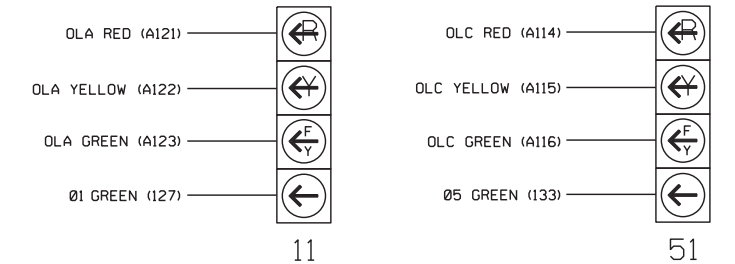 OLA RED (A121)
R
OLA YELLOW (A122)
Y
OLA GREEN (A123)
F
Y
Ø1 GREEN (127)
11
OLC RED (A114)
R
OLC YELLOW (A115)
Y
OLC GREEN (A116)
F
Y
Ø5 GREEN (133)
51